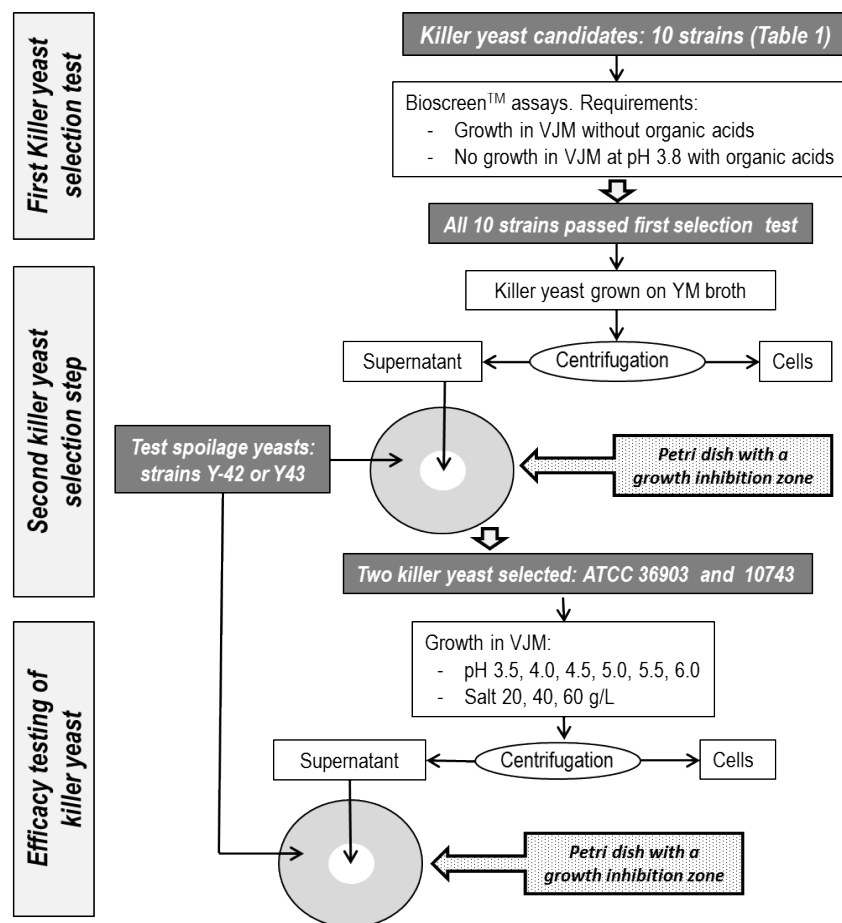 First Killer yeast
selection test
Killer yeast candidates: 10 strains (Table 1)
Bioscreen™ assays. Requirements:
- Growth in VJM without organic acids
- No growth in VJM at pH 3.8 with organic acids
All 10 strains passed first selection test
Second killer yeast
selection step
Killer yeast grown on YM broth
Supernatant
Centrifugation
Cells
Test spoilage yeasts:
strains Y-42 or Y43
Petri dish with a
growth inhibition zone
Two killer yeast selected: ATCC 36903 and 10743
Efficacy testing of
killer yeast
Growth in VJM:
- pH 3.5, 4.0, 4.5, 5.0, 5.5, 6.0
- Salt 20, 40, 60 g/L
Supernatant
Centrifugation
Cells
Petri dish with a
growth inhibition zone